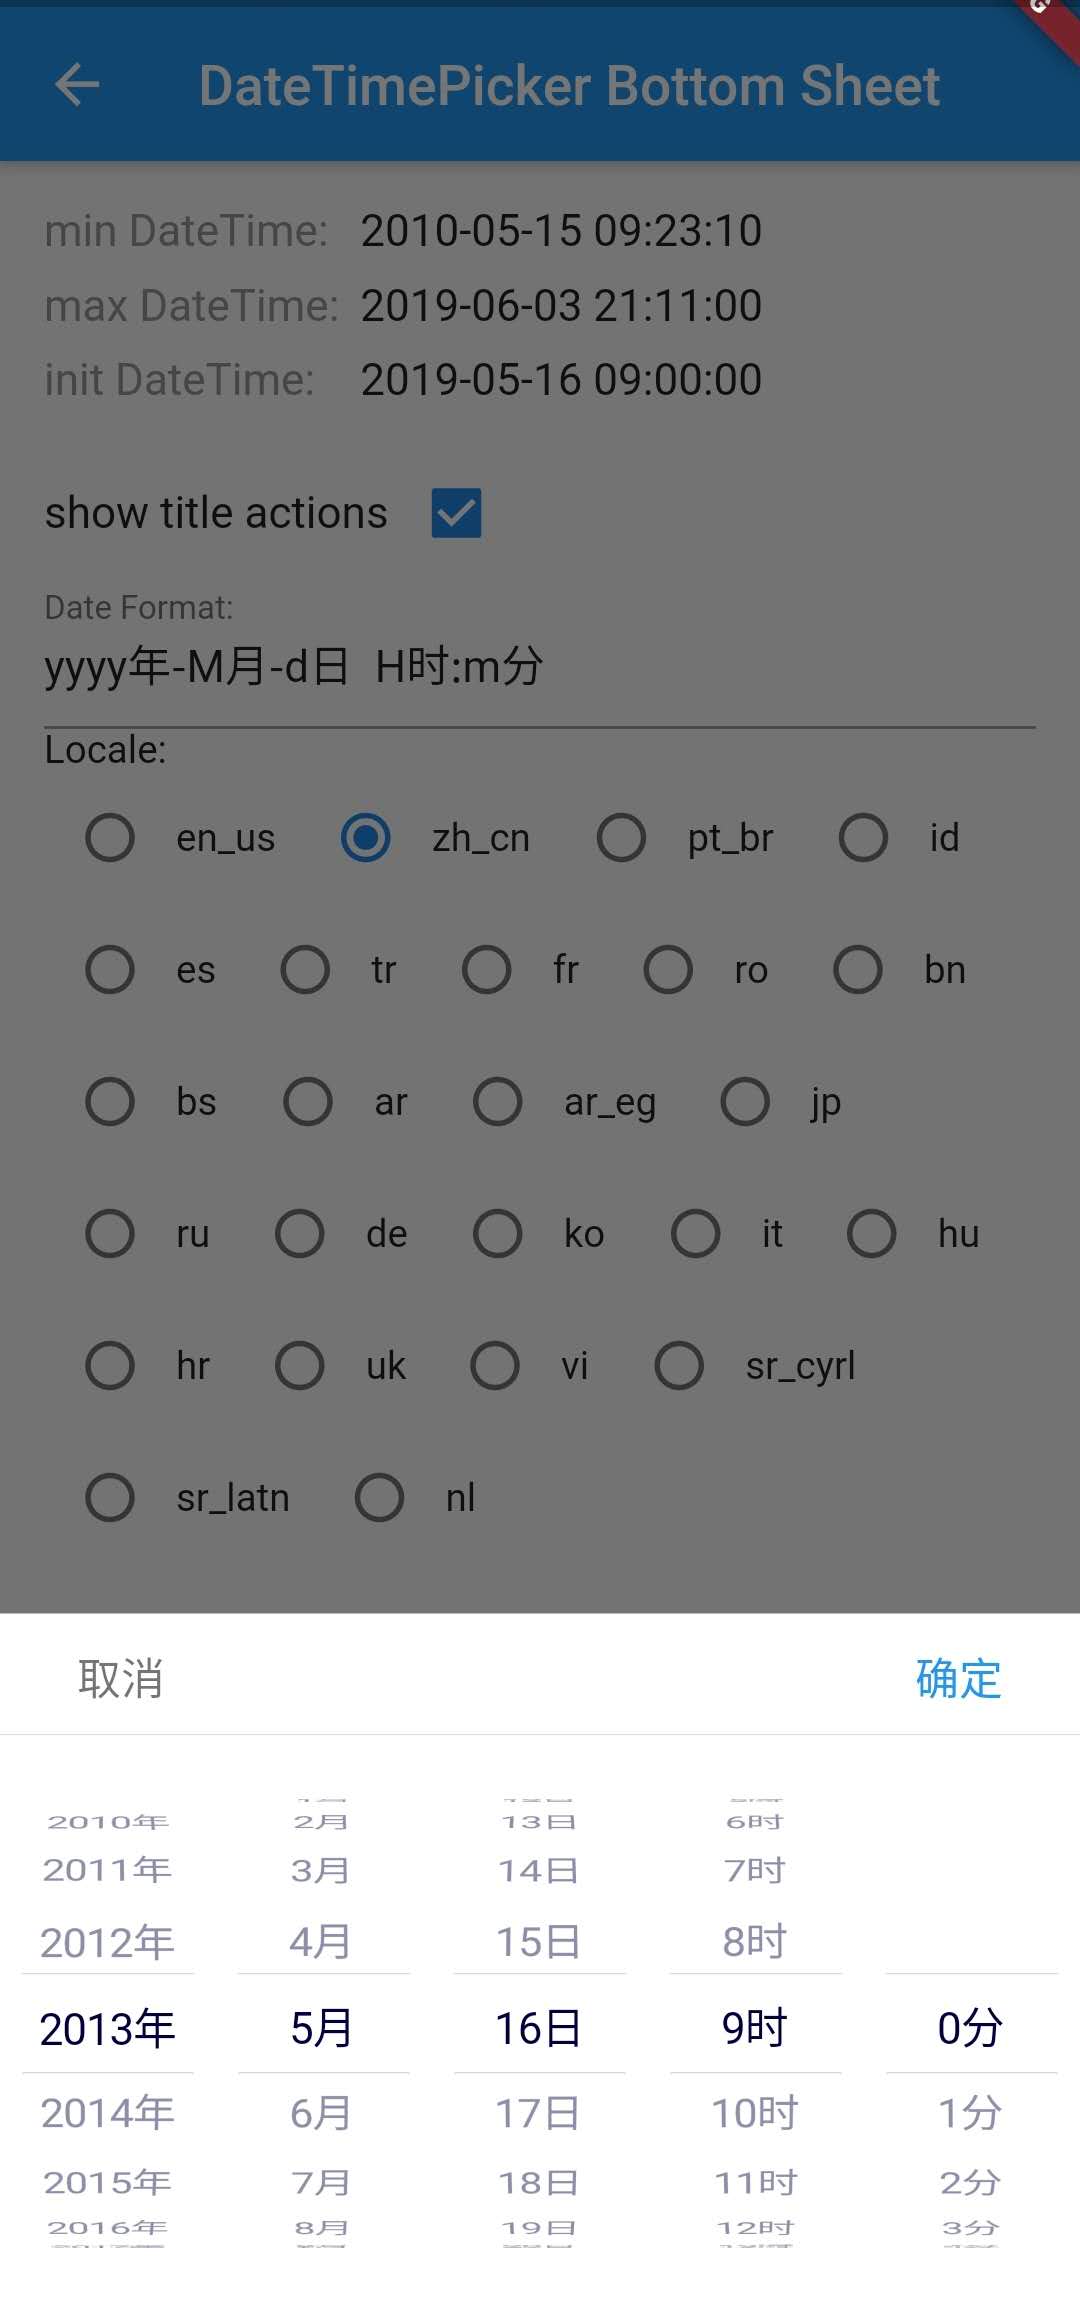 DateTimePicker Bottom Sheet
min DateTime: 2010-05-15 09:23:10
max DateTime: 2019-06-03 21:11:00
init DateTime: 2019-05-16 09:00:00
show title actions
Date Format:
yyyy年-M月-d日 H时:m分
Locale:
en_us zh_cn pt_br id
es tr fr ro bn
bs ar ar_eg jp
ru de ko it hu
hr uk vi sr_cyrl
sr_latn nl
取消 确定
2010年 2月 13日 6时
2011年 3月 14日 7时
2012年 4月 15日 8时
2013年 5月 16日 9时 0分
2014年 6月 17日 10时 1分
2015年 7月 18日 11时 2分
2016年 8月 19日 12时 3分